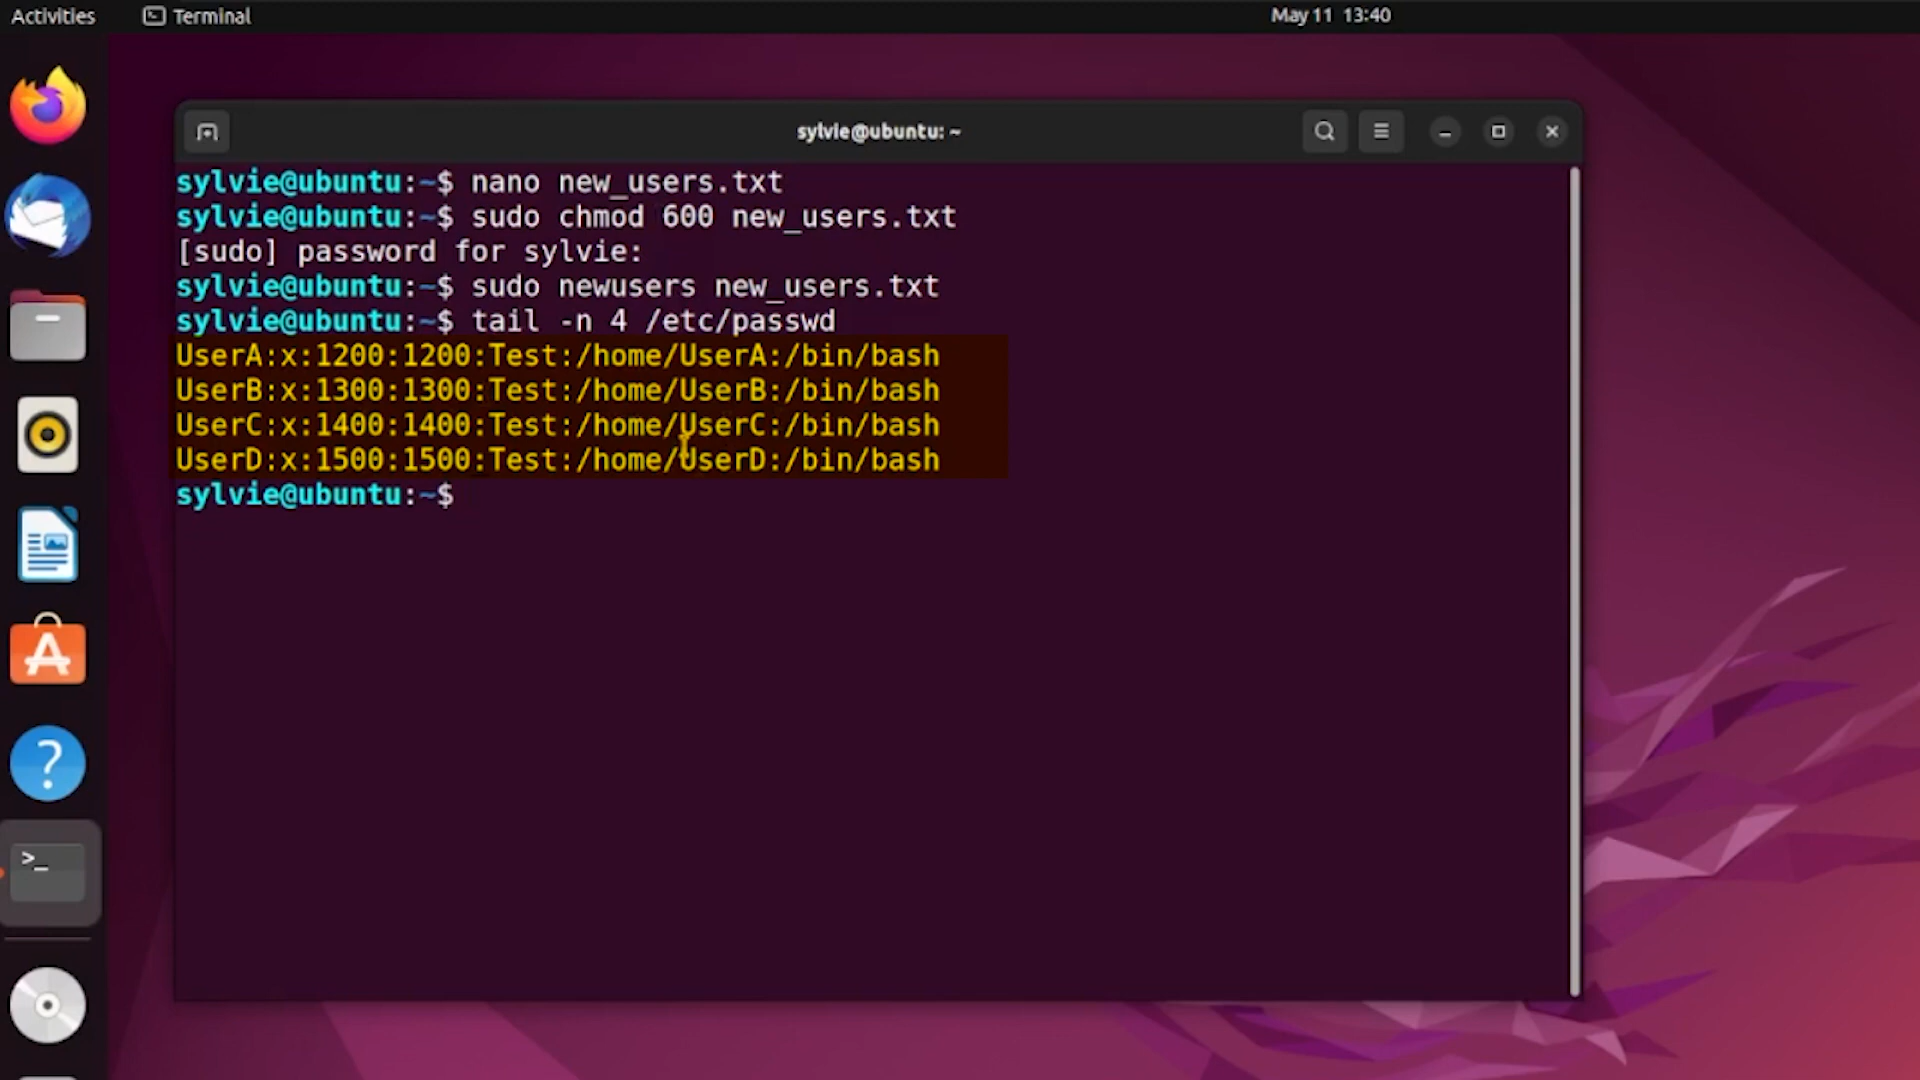 Activities
Terminal
May 11 13:40
sylvie@ubuntu: ~
sylvie@ubuntu:~$ nano new_users.txt
sylvie@ubuntu:~$ sudo chmod 600 new_users.txt
[sudo] password for sylvie:
sylvie@ubuntu:~$ sudo newusers new_users.txt
sylvie@ubuntu:~$ tail -n 4 /etc/passwd
UserA:x:1200:1200:Test:/home/UserA:/bin/bash
UserB:x:1300:1300:Test:/home/UserB:/bin/bash
UserC:x:1400:1400:Test:/home/UserC:/bin/bash
UserD:x:1500:1500:Test:/home/UserD:/bin/bash
sylvie@ubuntu:~$